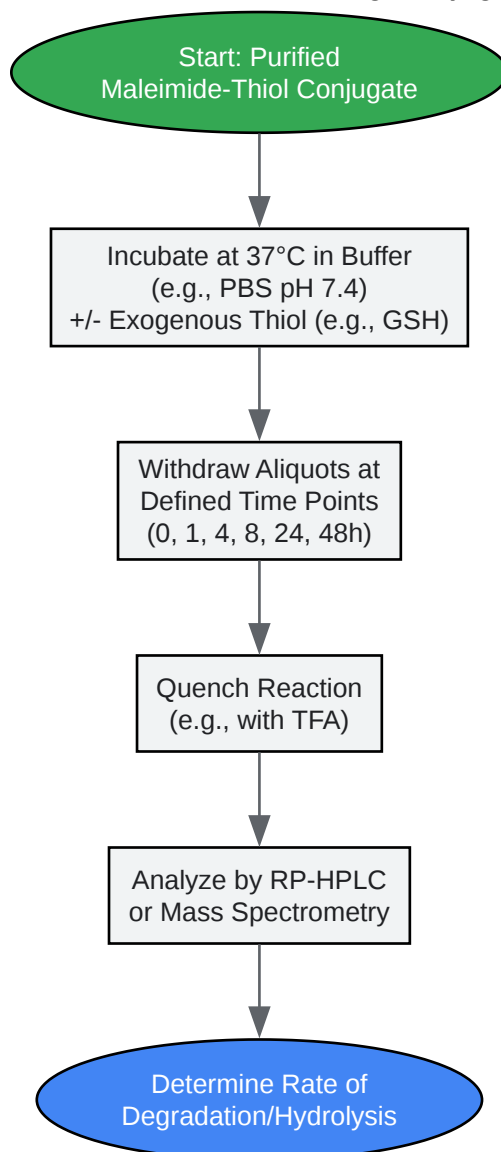 Start: Purified
Maleimide-Thiol Conjugate
Incubate at 37°C in Buffer
(e.g., PBS pH 7.4)
+/- Exogenous Thiol (e.g., GSH)
Withdraw Aliquots at
Defined Time Points
(0, 1, 4, 8, 24, 48h)
Quench Reaction
(e.g., with TFA)
Analyze by RP-HPLC
or Mass Spectrometry
Determine Rate of
Degradation/Hydrolysis